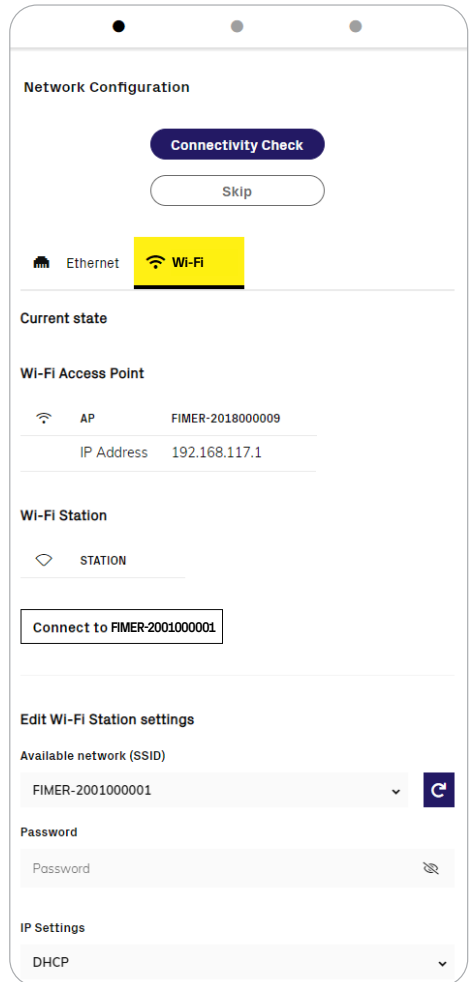 Network Configuration
Connectivity Check
Skip
Ethernet Wi-Fi
Current state
Wi-Fi Access Point
AP FIMER-2018000009
IP Address 192.168.117.1
Wi-Fi Station
STATION
Connect to FIMER-2001000001
Edit Wi-Fi Station settings
Available network (SSID)
FIMER-2001000001
Password
Password
IP Settings
DHCP